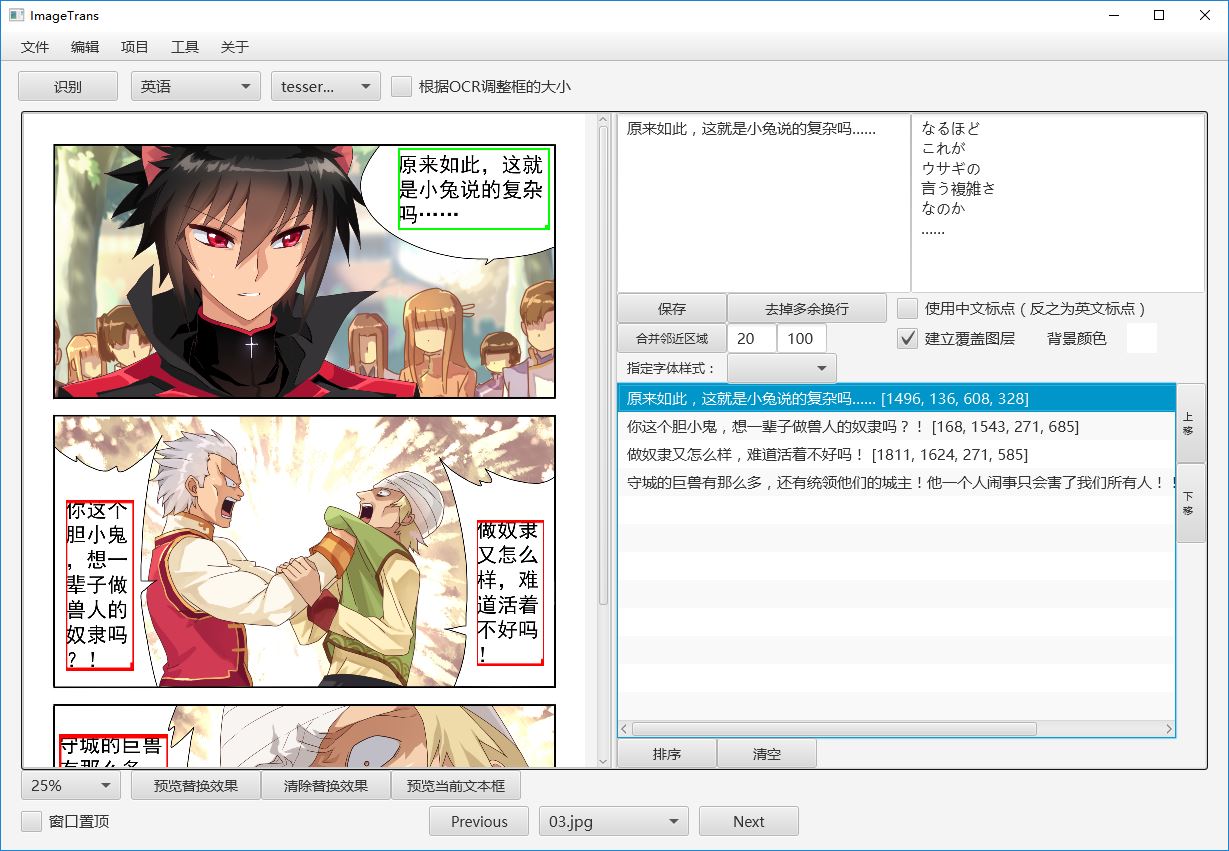 ImageTrans
文件 编辑 项目 工具 关于
识别 英语 tesser... 根据OCR调整框的大小
原来如此，这就
是小兔说的复杂
吗……
你这个
胆小鬼
，想一
辈子做
兽人的
奴隶吗
？！
做奴隶
又怎么
样，难
道活着
不好吗
！
守城的巨兽
有那么多
原来如此，这就是小兔说的复杂吗……
なるほど
これが
ウサギの
言う複雑さ
なのか
……
保存 去掉多余换行 使用中文标点（反之为英文标点）
合并邻近区域 20 100 建立覆盖图层 背景颜色
指定字体样式：
原来如此，这就是小兔说的复杂吗…… [1496, 136, 608, 328]
你这个胆小鬼，想一辈子做兽人的奴隶吗？！ [168, 1543, 271, 685]
做奴隶又怎么样，难道活着不好吗！ [1811, 1624, 271, 585]
守城的巨兽有那么多，还有统领他们的城主！他一个人闹事只会害了我们所有人！！
上移
下移
排序 清空
25% 预览替换效果 清除替换效果 预览当前文本框
窗口置顶 Previous 03.jpg Next